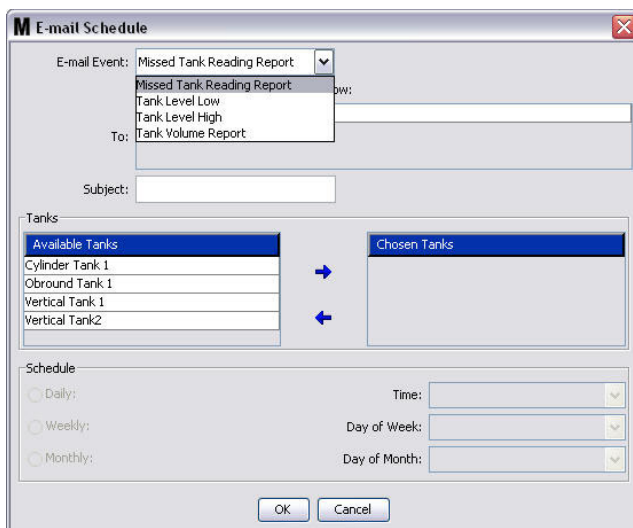 M E-mail Schedule
E-mail Event: Missed Tank Reading Report
Missed Tank Reading Report
Tank Level Low
Tank Level High
Tank Volume Report
To:
Subject:
Tanks
Available Tanks
Chosen Tanks
Cylinder Tank 1
Obround Tank 1
Vertical Tank 1
Vertical Tank2
Schedule
Daily:
Time:
Weekly:
Day of Week:
Monthly:
Day of Month:
OK
Cancel